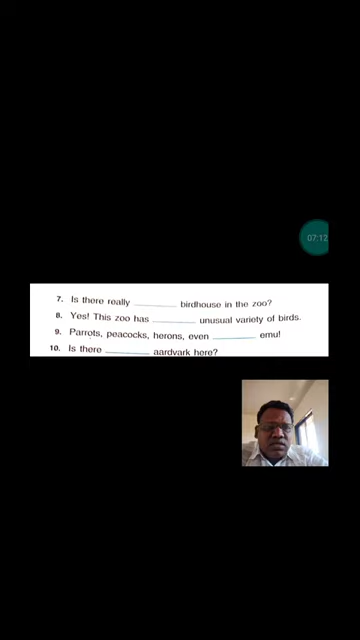 07:12
7. Is there really ________ birdhouse in the zoo?
8. Yes! This zoo has ________ unusual variety of birds.
9. Parrots, peacocks, herons, even ________ emu!
10. Is there ________ aardvark here?